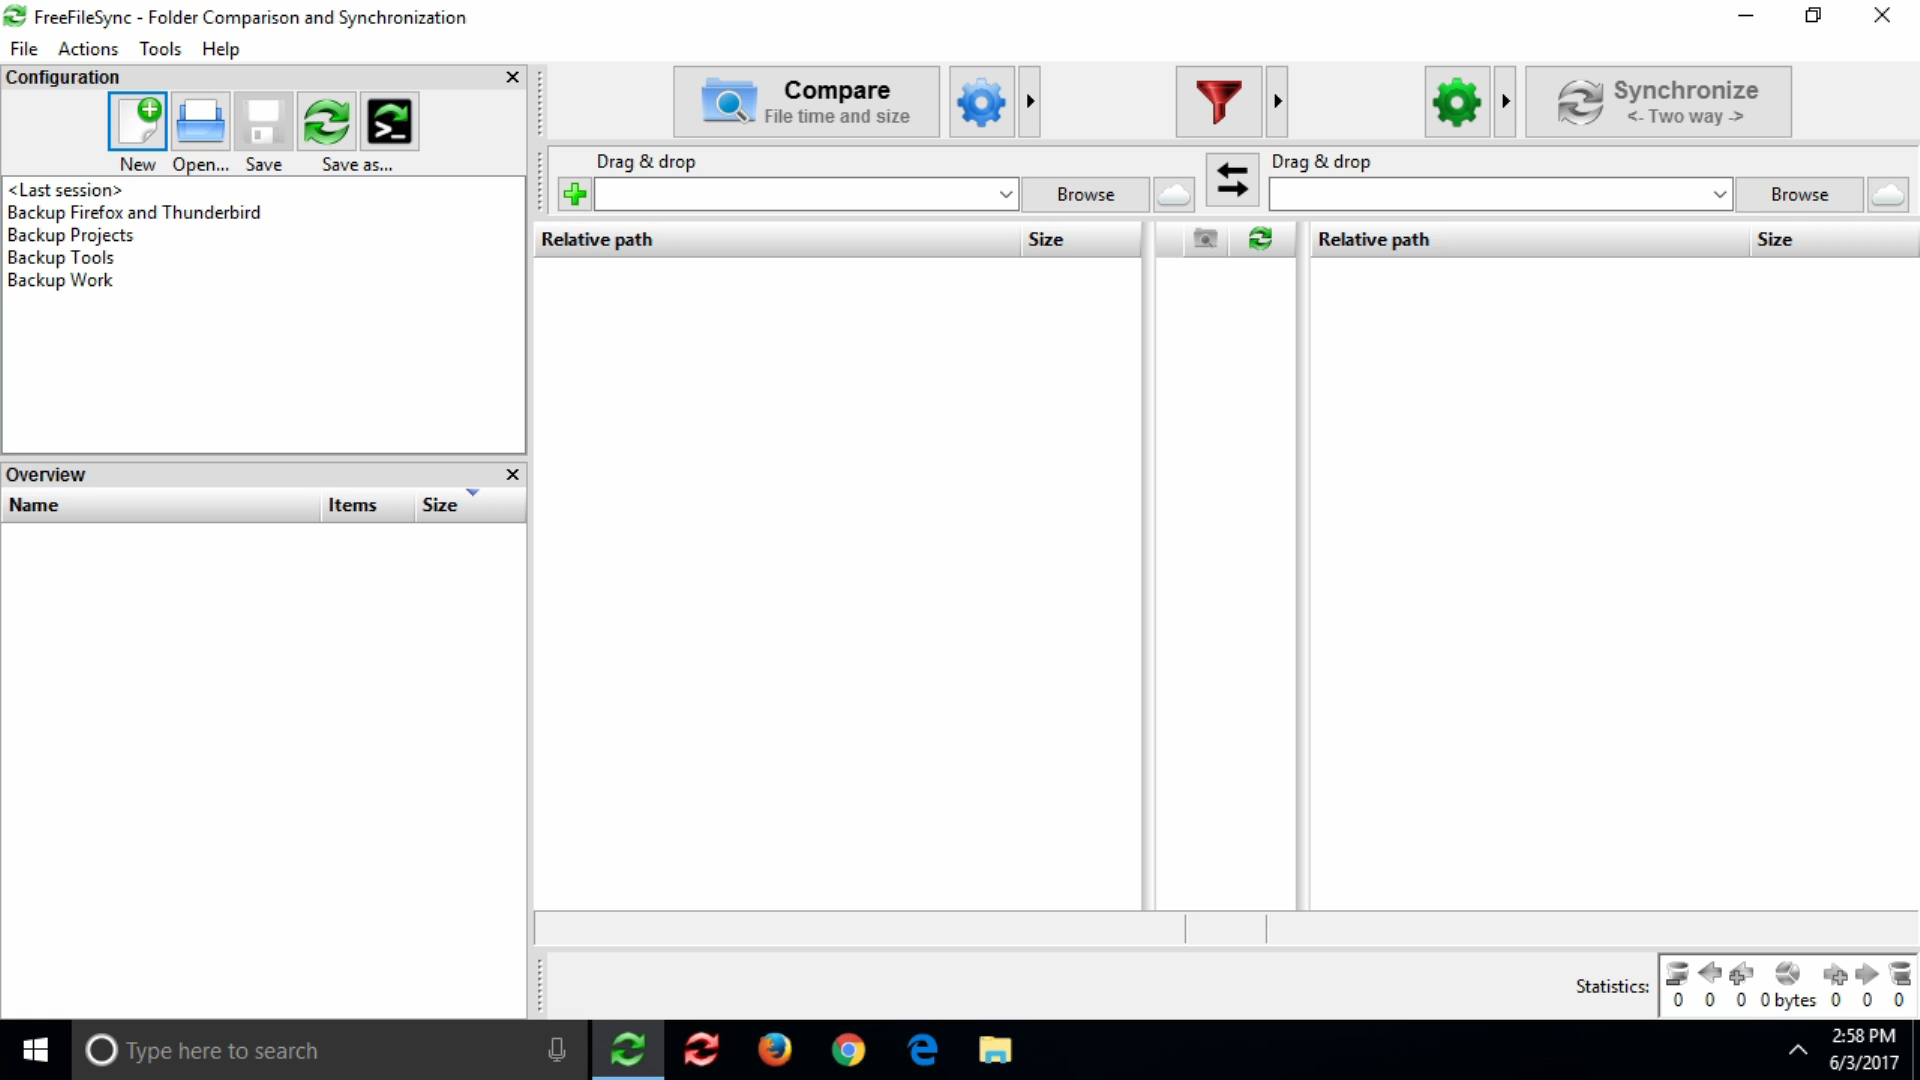 FreeFileSync - Folder Comparison and Synchronization
File Actions Tools Help
Configuration
New Open... Save Save as...
<Last session>
Backup Firefox and Thunderbird
Backup Projects
Backup Tools
Backup Work
Overview
Name Items Size
Compare
File time and size
Synchronize
<- Two way ->
Drag & drop
Browse
Drag & drop
Browse
Relative path Size
Relative path Size
Statistics:
0 0 0 0 bytes 0 0 0
Type here to search
2:58 PM
6/3/2017